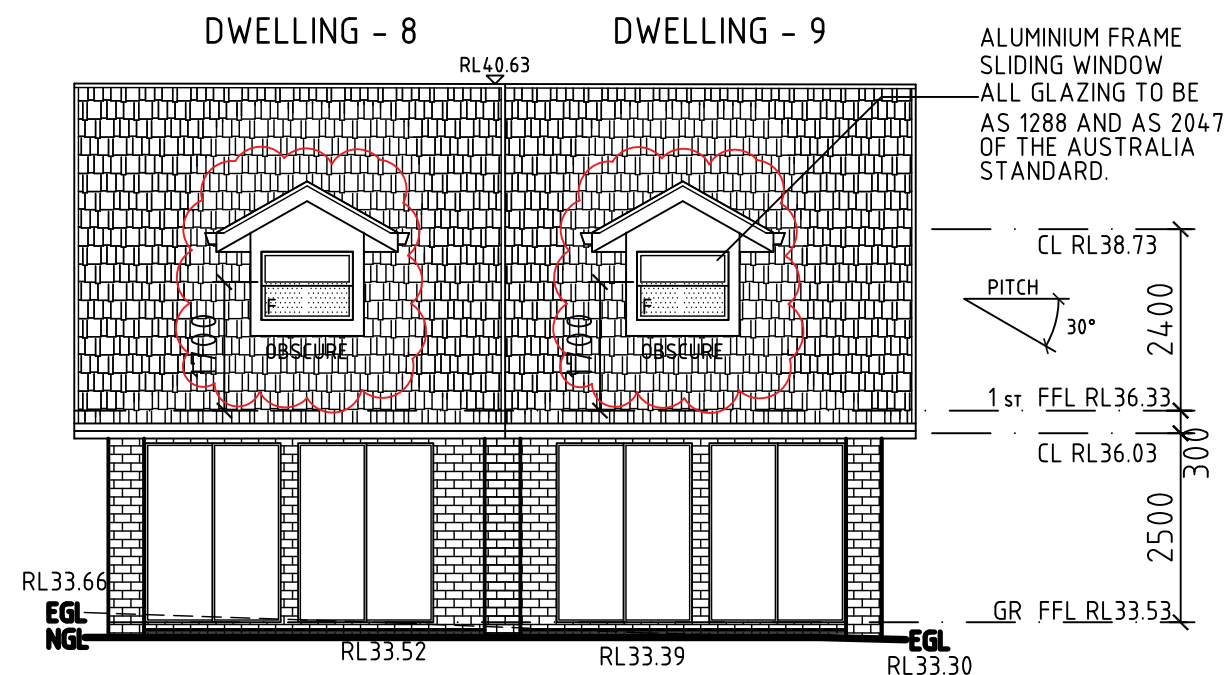 DWELLING - 8
DWELLING - 9
RL40.63
ALUMINIUM FRAME
SLIDING WINDOW
ALL GLAZING TO BE
AS 1288 AND AS 2047
OF THE AUSTRALIA
STANDARD.
CL RL38.73
PITCH
30°
2400
F
F
1700
1700
OBSCURE
OBSCURE
1 ST FFL RL36.33
CL RL36.03
300
2500
RL33.66
EGL
NGL
GR FFL RL33.53
RL33.52
RL33.39
EGL
RL33.30